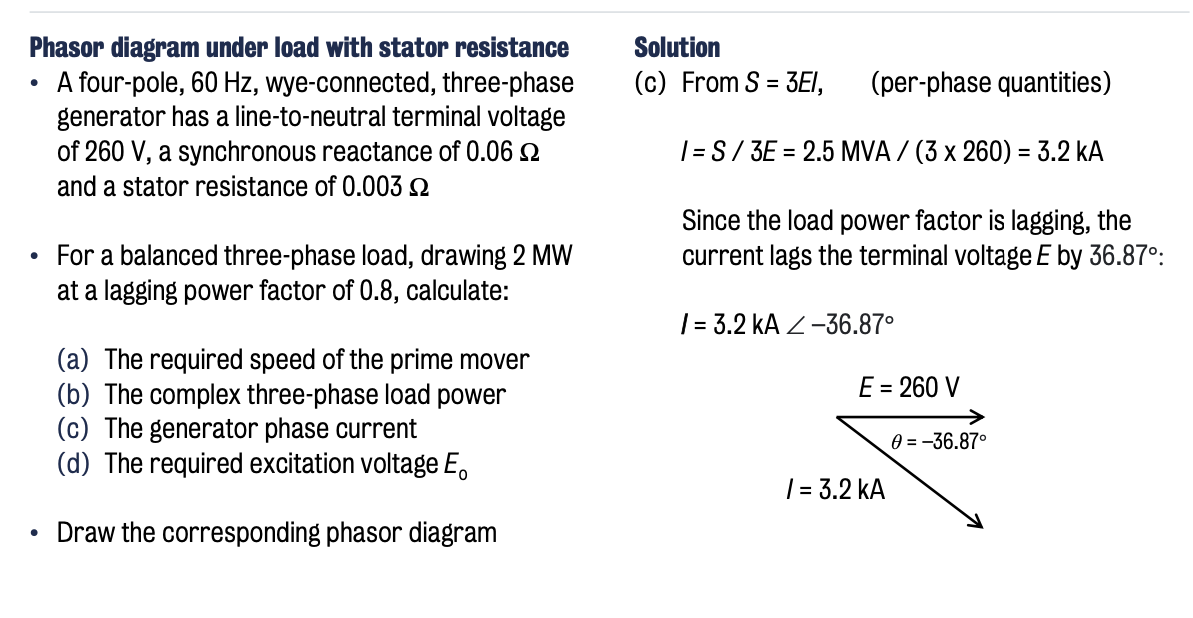 Phasor diagram under load with stator resistance
• A four-pole, 60 Hz, wye-connected, three-phase
generator has a line-to-neutral terminal voltage
of 260 V, a synchronous reactance of 0.06 Ω
and a stator resistance of 0.003 Ω
• For a balanced three-phase load, drawing 2 MW
at a lagging power factor of 0.8, calculate:
(a) The required speed of the prime mover
(b) The complex three-phase load power
(c) The generator phase current
(d) The required excitation voltage Eₒ
• Draw the corresponding phasor diagram
Solution
(c) From S = 3EI, (per-phase quantities)
I = S / 3E = 2.5 MVA / (3 x 260) = 3.2 kA
Since the load power factor is lagging, the
current lags the terminal voltage E by 36.87°:
I = 3.2 kA ∠ –36.87°
E = 260 V
θ = –36.87°
I = 3.2 kA